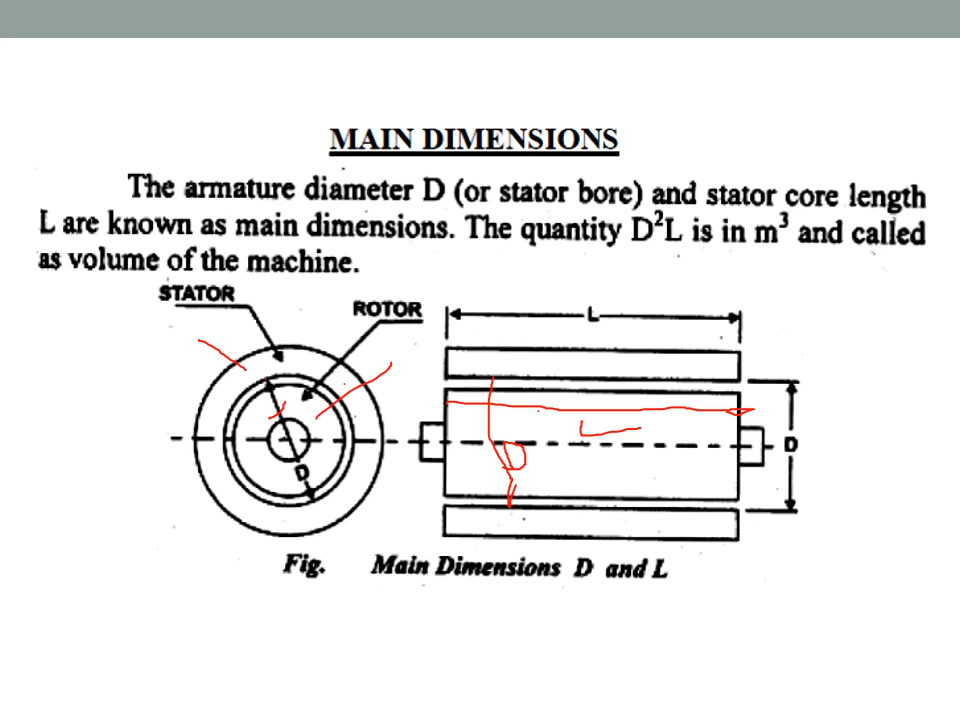 MAIN DIMENSIONS
The armature diameter D (or stator bore) and stator core length
L are known as main dimensions. The quantity D²L is in m³ and called
as volume of the machine.
STATOR
ROTOR
L
D
D
L
D
Fig. Main Dimensions D and L